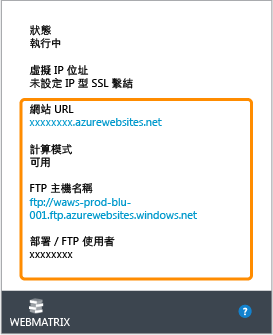 狀態
執行中
虛擬 IP 位址
未設定 IP 型 SSL 繫結
網站 URL
xxxxxxxx.azurewebsites.net
計算模式
可用
FTP 主機名稱
ftp://waws-prod-blu-
001.ftp.azurewebsites.windows.net
部署 / FTP 使用者
xxxxxxxx
WEBMATRIX
?